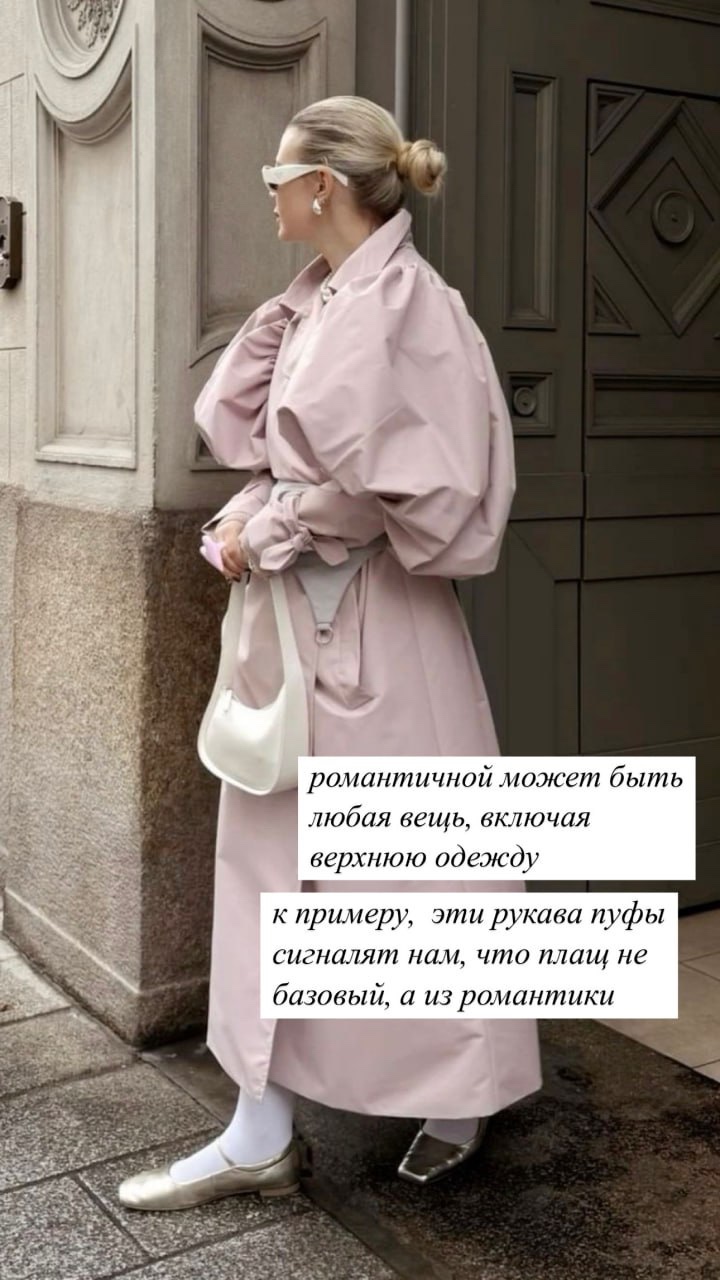 романтичной может быть
любая вещь, включая
верхнюю одежду
к примеру,  эти рукава пуфы
сигналят нам, что плащ не
базовый, а из романтики